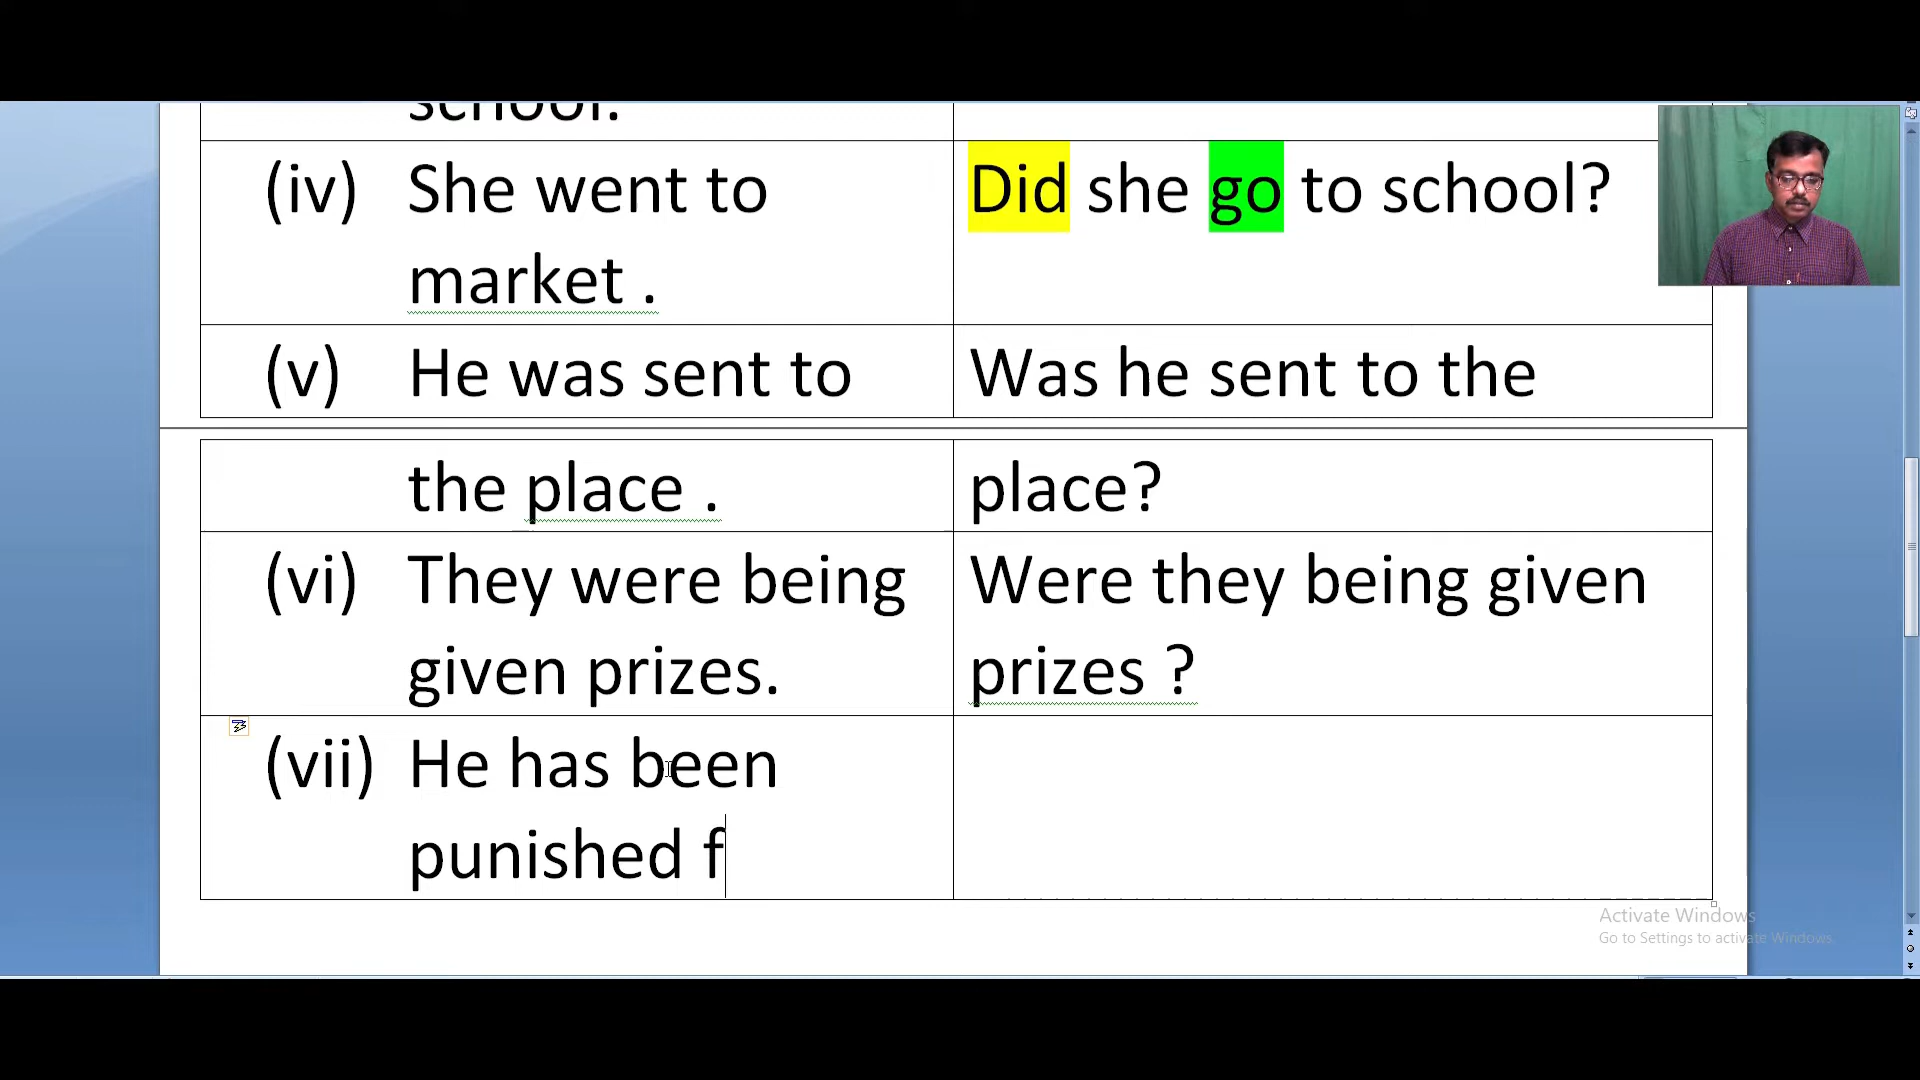 school.
(iv) She went to
market .
Did she go to school?
(v) He was sent to
the place .
Was he sent to the
place?
(vi) They were being
given prizes.
Were they being given
prizes ?
(vii) He has been
punished f
Activate Windows
Go to Settings to activate Windows.